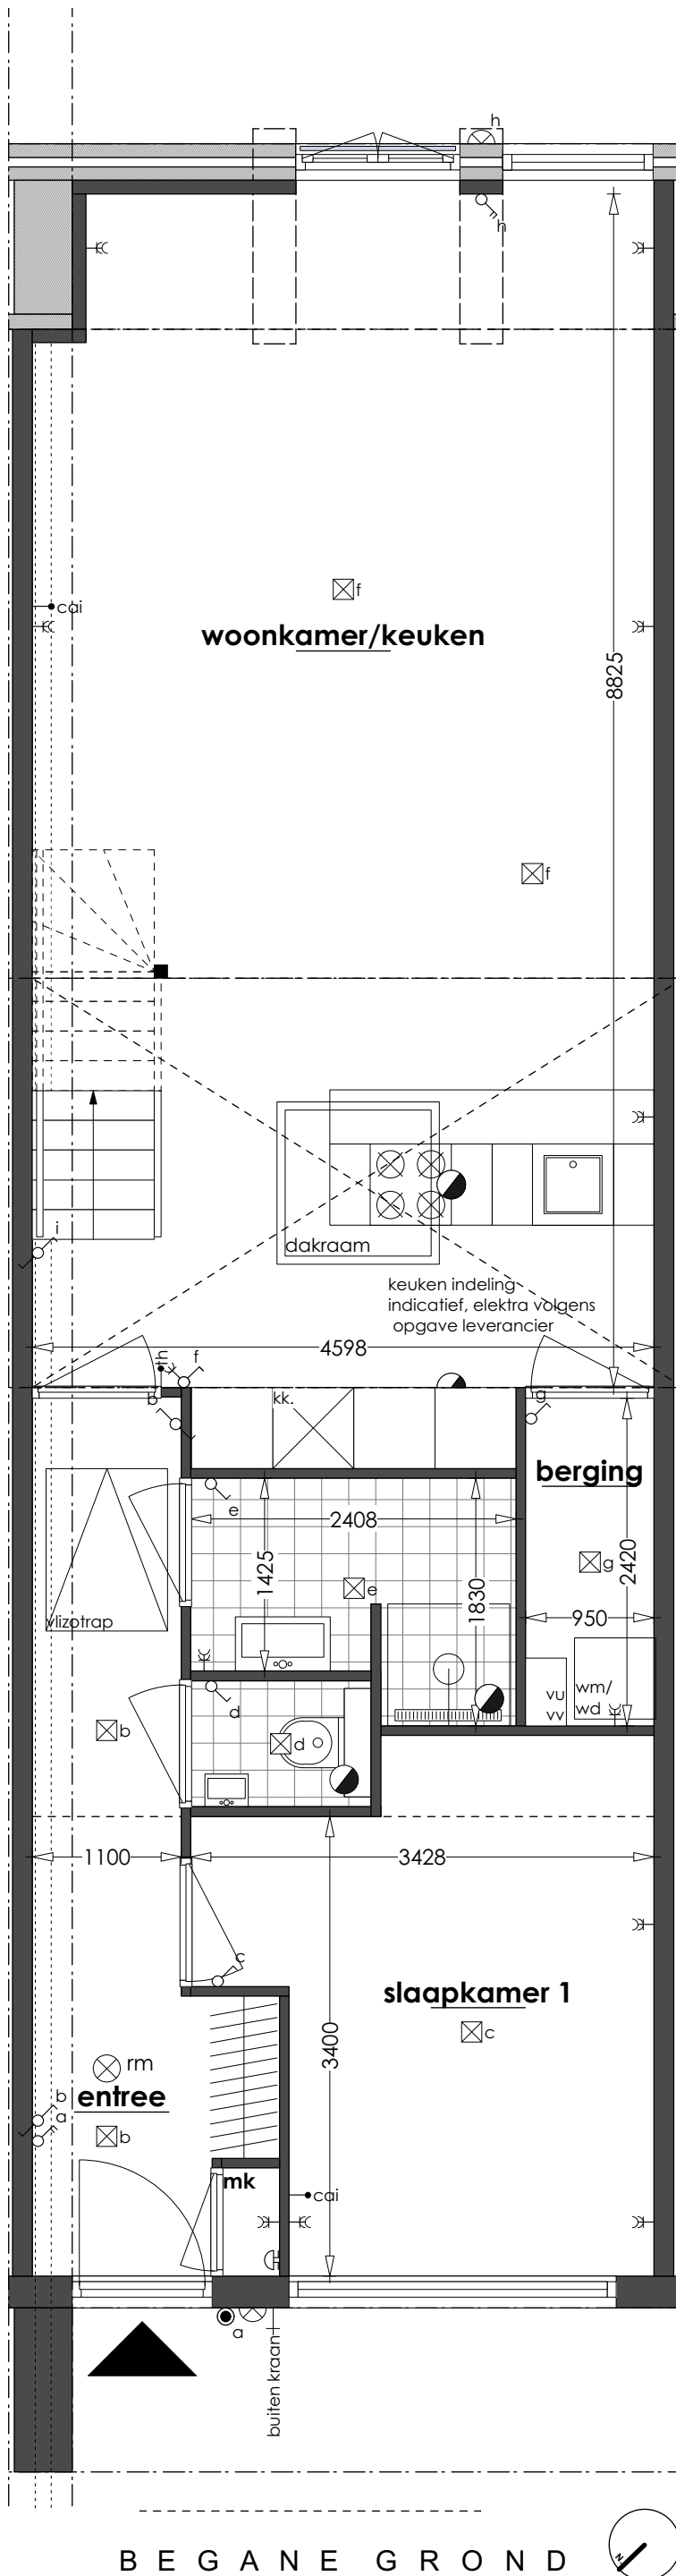 h
h
f
cai
woonkamer/keuken
8825
f
i
dakraam
keuken indeling
indicatief, elektra volgens
opgave leverancier
4598
th
f
b
kk.
g
berging
e
2408
1425
e
1830
g
2420
950
vlizotrap
d
vu
vv
wm/
wd
b
d
1100
3428
c
slaapkamer 1
c
3400
rm
b
entree
a
b
mk
cai
a
buiten kraan
N
BEGANE GROND